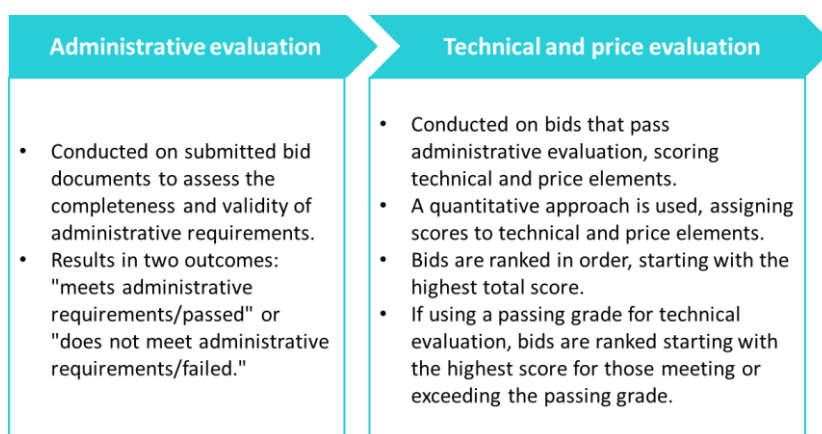 Administrative evaluation
• Conducted on submitted bid
documents to assess the
completeness and validity of
administrative requirements.
• Results in two outcomes:
"meets administrative
requirements/passed" or
"does not meet administrative
requirements/failed."
Technical and price evaluation
• Conducted on bids that pass
administrative evaluation, scoring
technical and price elements.
• A quantitative approach is used, assigning
scores to technical and price elements.
• Bids are ranked in order, starting with the
highest total score.
• If using a passing grade for technical
evaluation, bids are ranked starting with
the highest score for those meeting or
exceeding the passing grade.